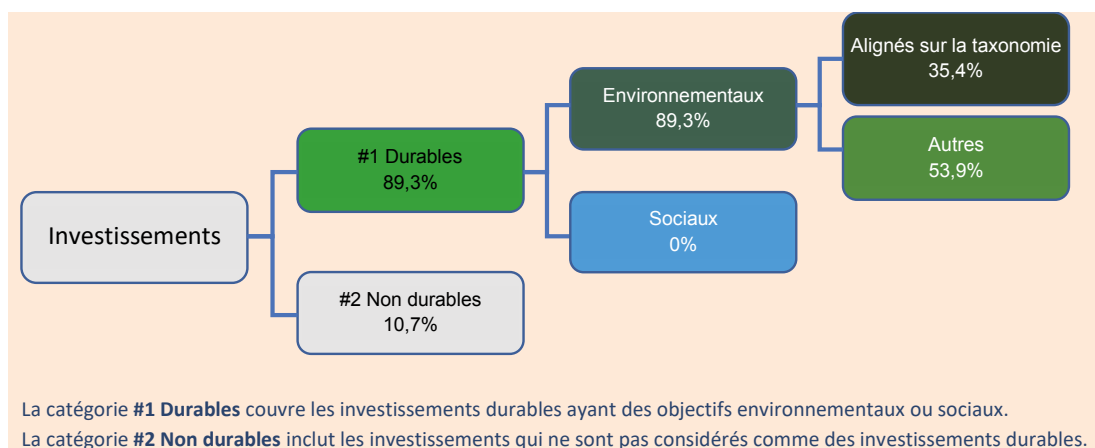 Alignés sur la taxonomie
35,4%
Environnementaux
89,3%
#1 Durables
89,3%
Autres
53,9%
Investissements
Sociaux
0%
#2 Non durables
10,7%
La catégorie #1 Durables couvre les investissements durables ayant des objectifs environnementaux ou sociaux.
La catégorie #2 Non durables inclut les investissements qui ne sont pas considérés comme des investissements durables.